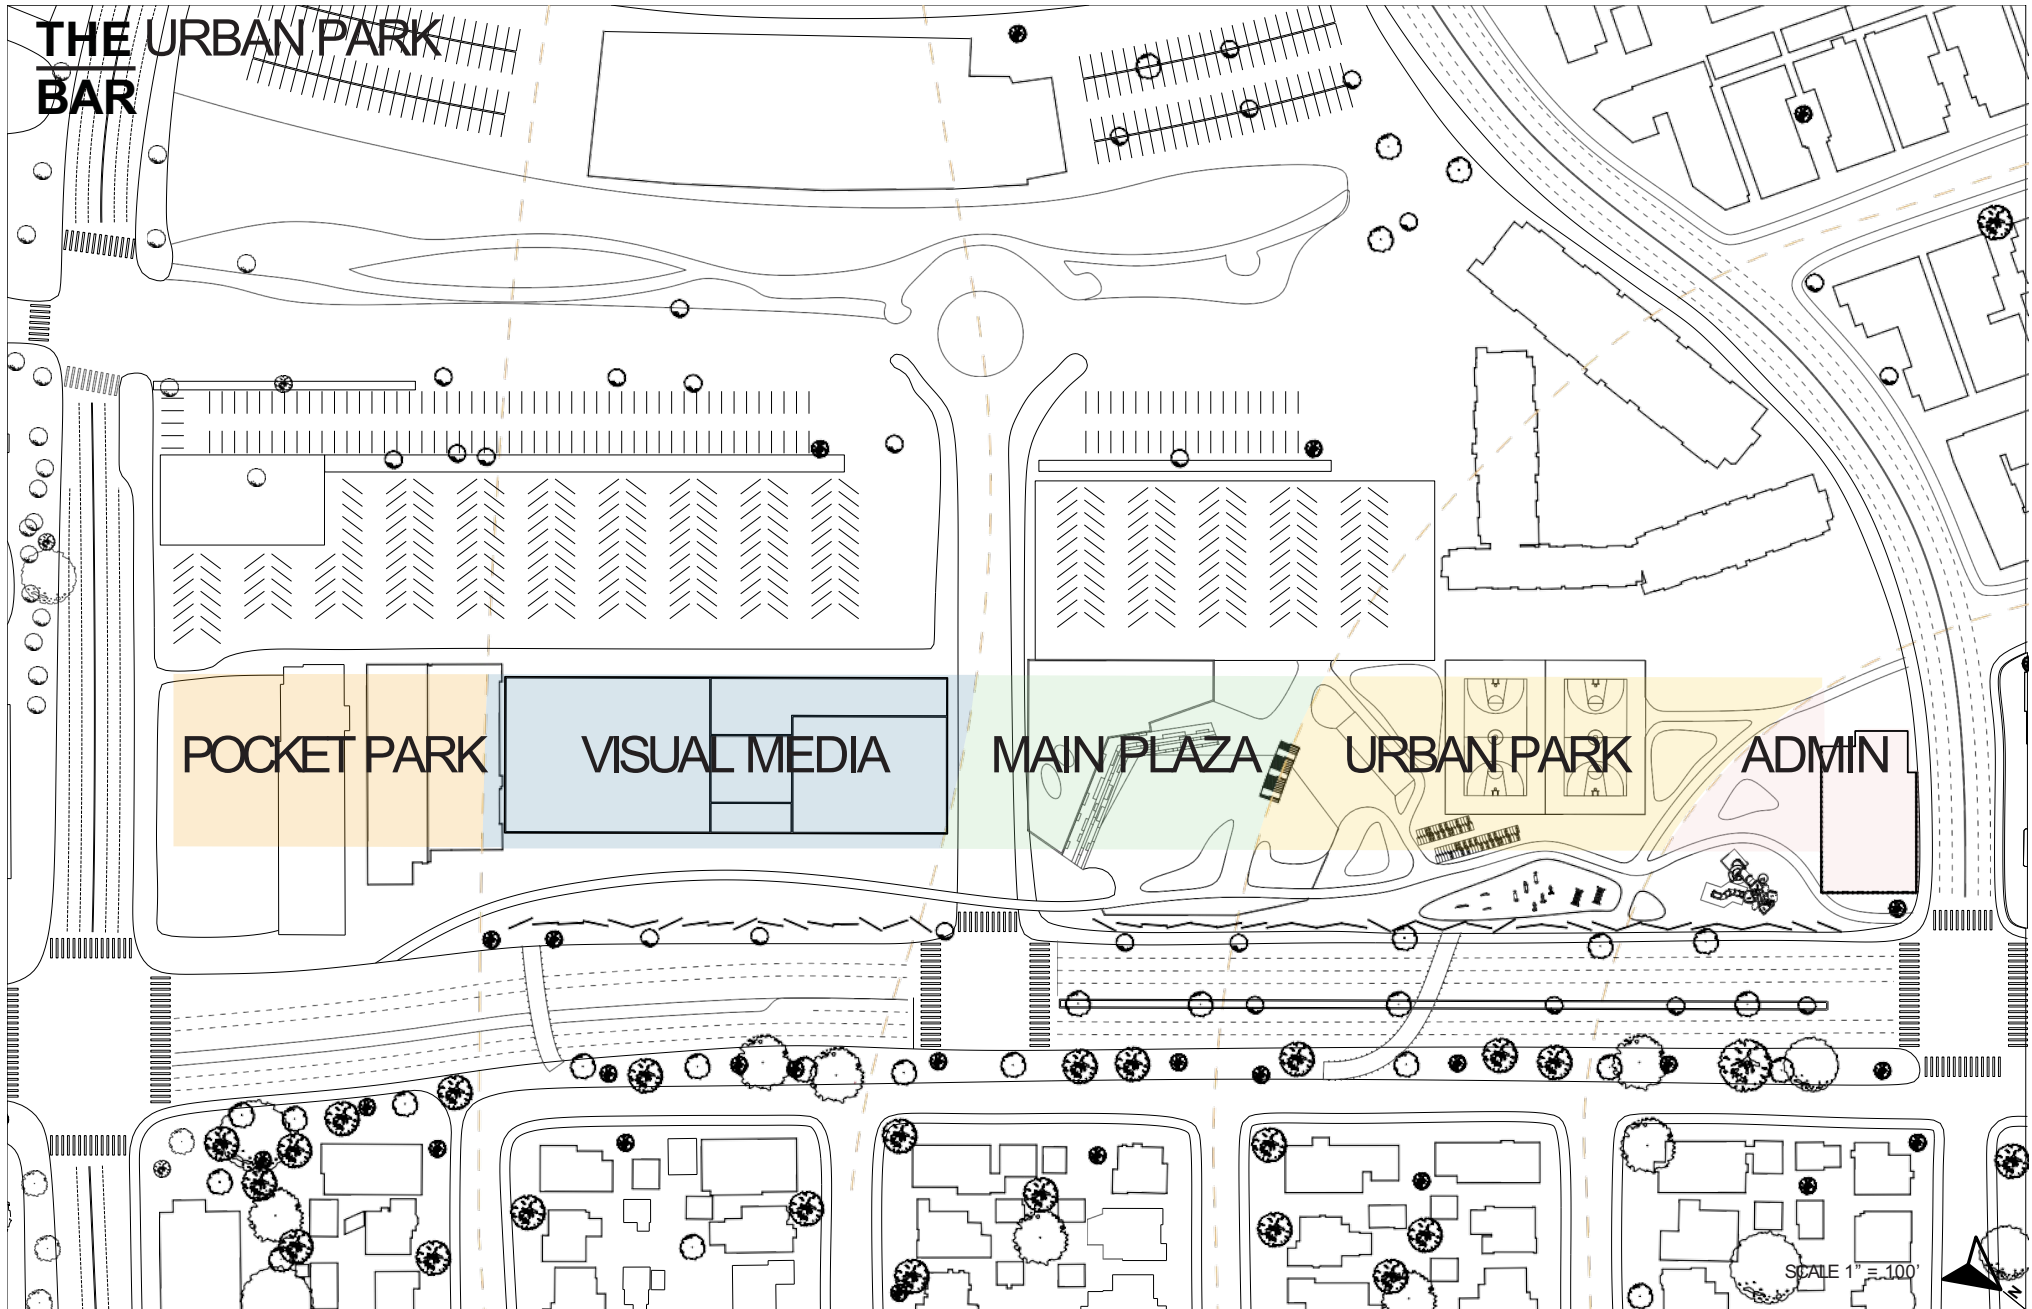 THE URBAN PARK
BAR
POCKET PARK VISUAL MEDIA MAIN PLAZA URBAN PARK ADMIN
SCALE 1" = 100'
N